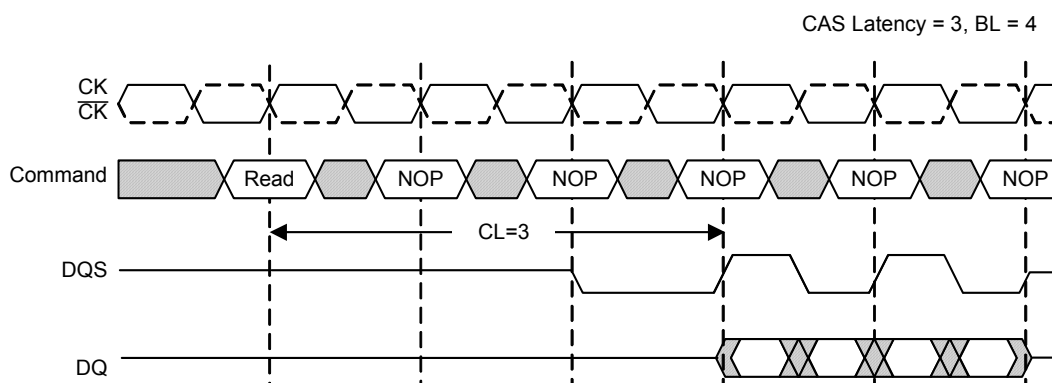 CAS Latency = 3, BL = 4
CK
CK
Command Read NOP NOP NOP NOP NOP
CL=3
DQS
DQ